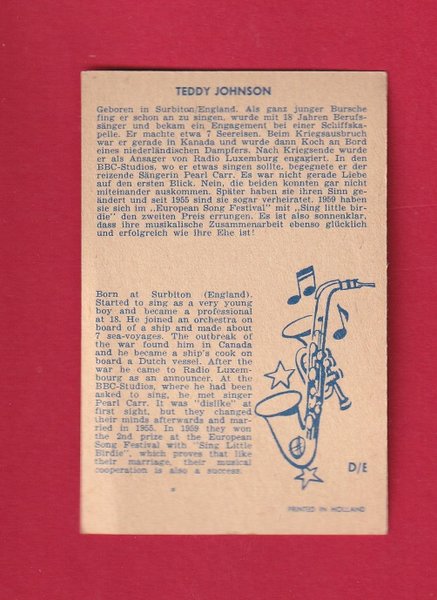 TEDDY JOHNSON
Geboren in Surbiton/England. Als ganz junger Bursche
fing er schon an zu singen, wurde mit 18 Jahren Berufs-
sänger und bekam ein Engagement bei einer Schiffska-
pelle. Er machte etwa 7 Seereisen. Beim Kriegsausbruch
war er gerade in Kanada und wurde dann Koch an Bord
eines niederländischen Dampfers. Nach Kriegsende wurde
er als Ansager von Radio Luxemburg engagiert. In den
BBC-Studios, wo er etwas singen sollte, begegnete er der
reizende Sängerin Pearl Carr. Es war nicht gerade Liebe
auf den ersten Blick. Nein, die beiden konnten gar nicht
miteinander auskommen. Später haben sie ihren Sinn ge-
ändert und seit 1955 sind sie sogar verheiratet. 1959 haben
sie sich im „European Song Festival" mit „Sing little bir-
die" den zweiten Preis errungen. Es ist also sonnenklar,
dass ihre musikalische Zusammenarbeit ebenso glücklich
und erfolgreich wie ihre Ehe ist!
Born at Surbiton (England).
Started to sing as a very young
boy and became a professional
at 18. He joined an orchestra on
board of a ship and made about
7 sea-voyages. The outbreak of
the war found him in Canada
and he became a ship's cook on
board a Dutch vessel. After the
war he came to Radio Luxem-
bourg as an announcer. At the
BBC-Studios, where he had been
asked to sing, he met singer
Pearl Carr. It was "dislike" at
first sight, but they changed
their minds afterwards and mar-
ried in 1955. In 1959 they won
the 2nd prize at the European
Song Festival with "Sing Little
Birdie", which proves that like
their marriage, their musical
cooperation is also a success.
D/E
PRINTED IN HOLLAND